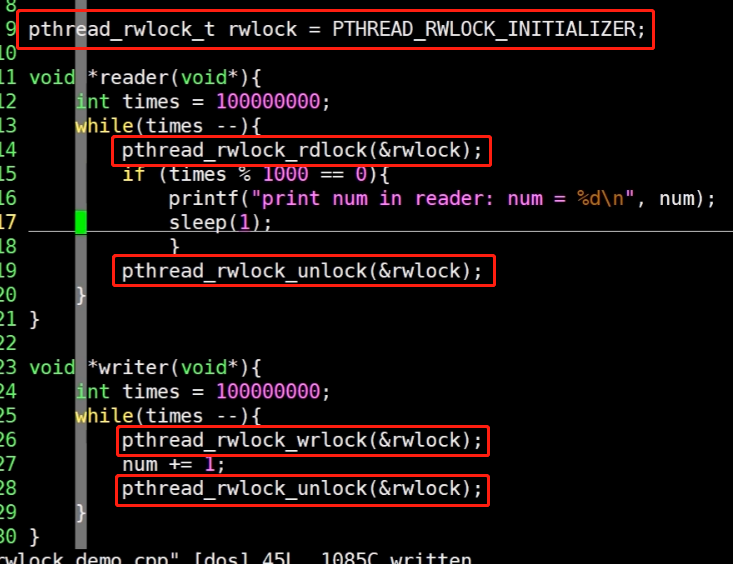 8
9 pthread_rwlock_t rwlock = PTHREAD_RWLOCK_INITIALIZER;
10
11 void *reader(void*){
12     int times = 100000000;
13     while(times --){
14         pthread_rwlock_rdlock(&rwlock);
15         if (times % 1000 == 0){
16             printf("print num in reader: num = %d\n", num);
17             sleep(1);
18             }
19         pthread_rwlock_unlock(&rwlock);
20     }
21 }
22
23 void *writer(void*){
24     int times = 100000000;
25     while(times --){
26         pthread_rwlock_wrlock(&rwlock);
27         num += 1;
28         pthread_rwlock_unlock(&rwlock);
29     }
30 }
rwlock demo.cpp" [dos] 45L, 1085C written